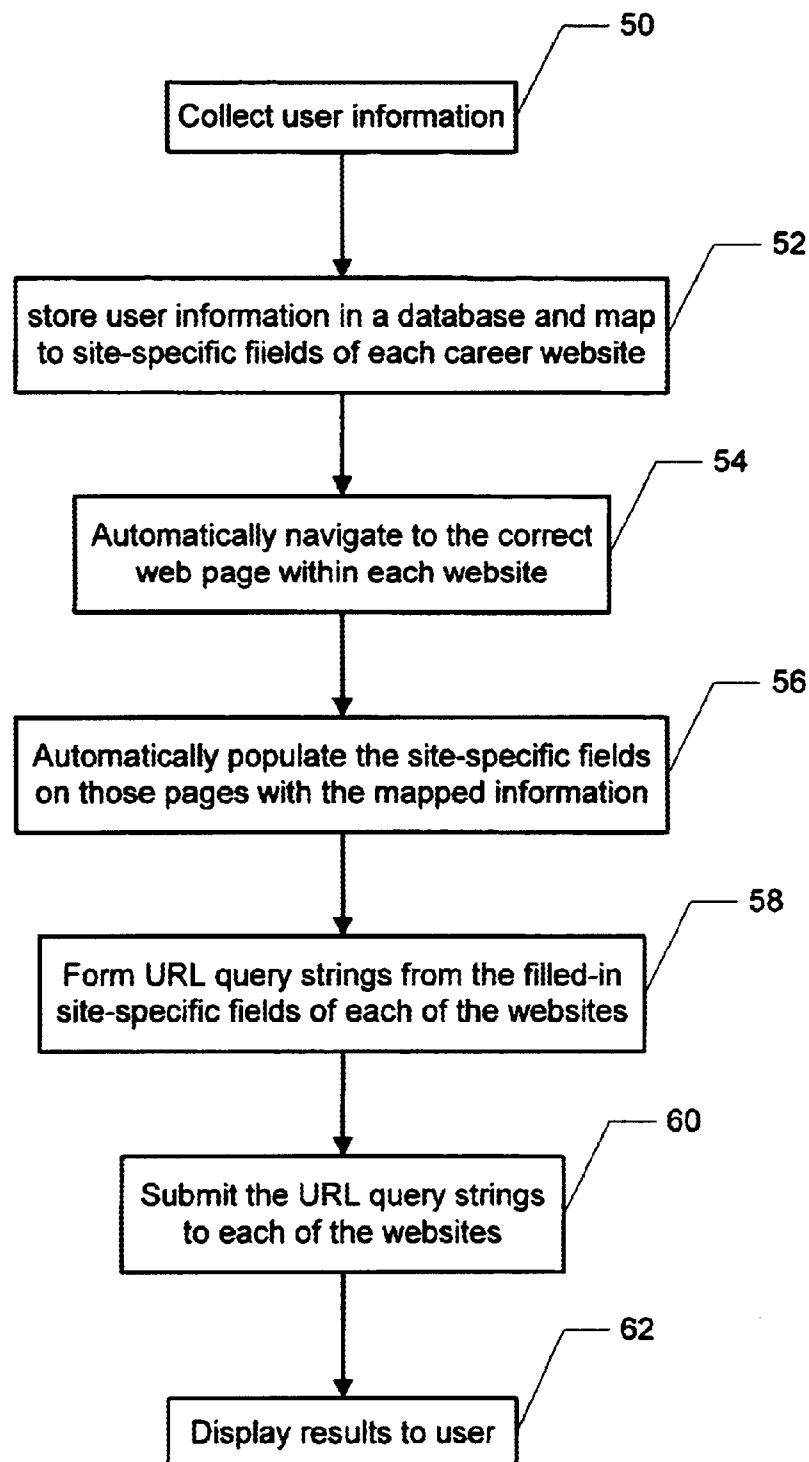 50
Collect user information
52
store user information in a database and map
to site-specific fiields of each career website
54
Automatically navigate to the correct
web page within each website
56
Automatically populate the site-specific fields
on those pages with the mapped information
58
Form URL query strings from the filled-in
site-specific fields of each of the websites
60
Submit the URL query strings
to each of the websites
62
Display results to user